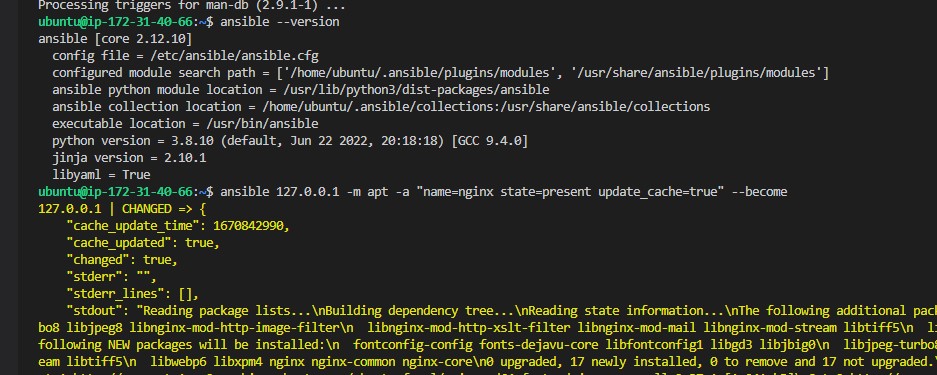 Processing triggers for man-db (2.9.1-1) ...
ubuntu@ip-172-31-40-66:~$ ansible --version
ansible [core 2.12.10]
  config file = /etc/ansible/ansible.cfg
  configured module search path = ['/home/ubuntu/.ansible/plugins/modules', '/usr/share/ansible/plugins/modules']
  ansible python module location = /usr/lib/python3/dist-packages/ansible
  ansible collection location = /home/ubuntu/.ansible/collections:/usr/share/ansible/collections
  executable location = /usr/bin/ansible
  python version = 3.8.10 (default, Jun 22 2022, 20:18:18) [GCC 9.4.0]
  jinja version = 2.10.1
  libyaml = True
ubuntu@ip-172-31-40-66:~$ ansible 127.0.0.1 -m apt -a "name=nginx state=present update_cache=true" --become
127.0.0.1 | CHANGED => {
    "cache_update_time": 1670842990,
    "cache_updated": true,
    "changed": true,
    "stderr": "",
    "stderr_lines": [],
    "stdout": "Reading package lists...\nBuilding dependency tree...\nReading state information...\nThe following additional pac
bo8 libjpeg8 libnginx-mod-http-image-filter\n  libnginx-mod-http-xslt-filter libnginx-mod-mail libnginx-mod-stream libtiff5\n  li
following NEW packages will be installed:\n  fontconfig-config fonts-dejavu-core libfontconfig1 libgd3 libjbig0\n  libjpeg-turbo8
eam libtiff5\n  libwebp6 libxpm4 nginx nginx-common nginx-core\n0 upgraded, 17 newly installed, 0 to remove and 17 not upgraded.\